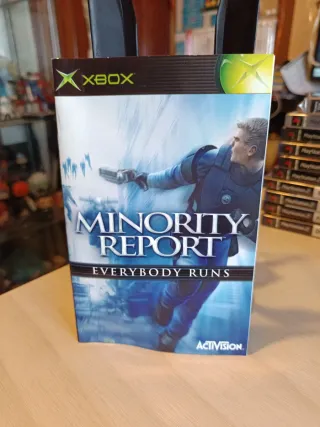 XBOX
MINORITY
REPORT
EVERYBODY RUNS
ACTIVISION